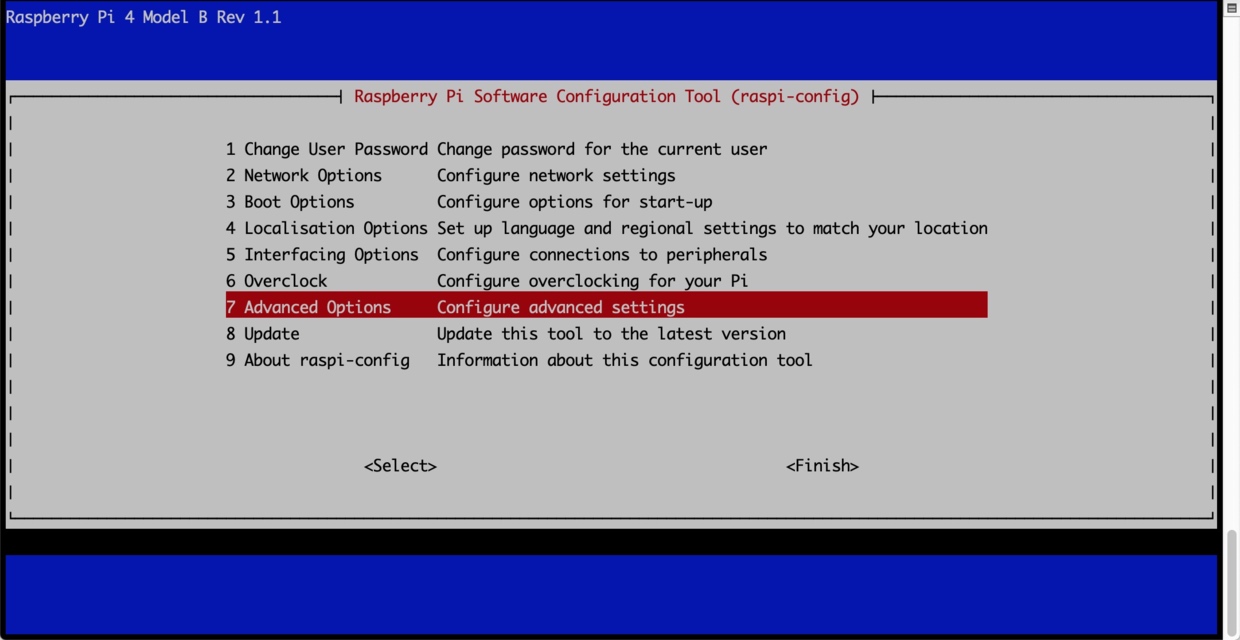 Raspberry Pi 4 Model B Rev 1.1
Raspberry Pi Software Configuration Tool (raspi-config)
1 Change User Password Change password for the current user
2 Network Options Configure network settings
3 Boot Options Configure options for start-up
4 Localisation Options Set up language and regional settings to match your location
5 Interfacing Options Configure connections to peripherals
6 Overclock Configure overclocking for your Pi
7 Advanced Options Configure advanced settings
8 Update Update this tool to the latest version
9 About raspi-config Information about this configuration tool
<Select> <Finish>